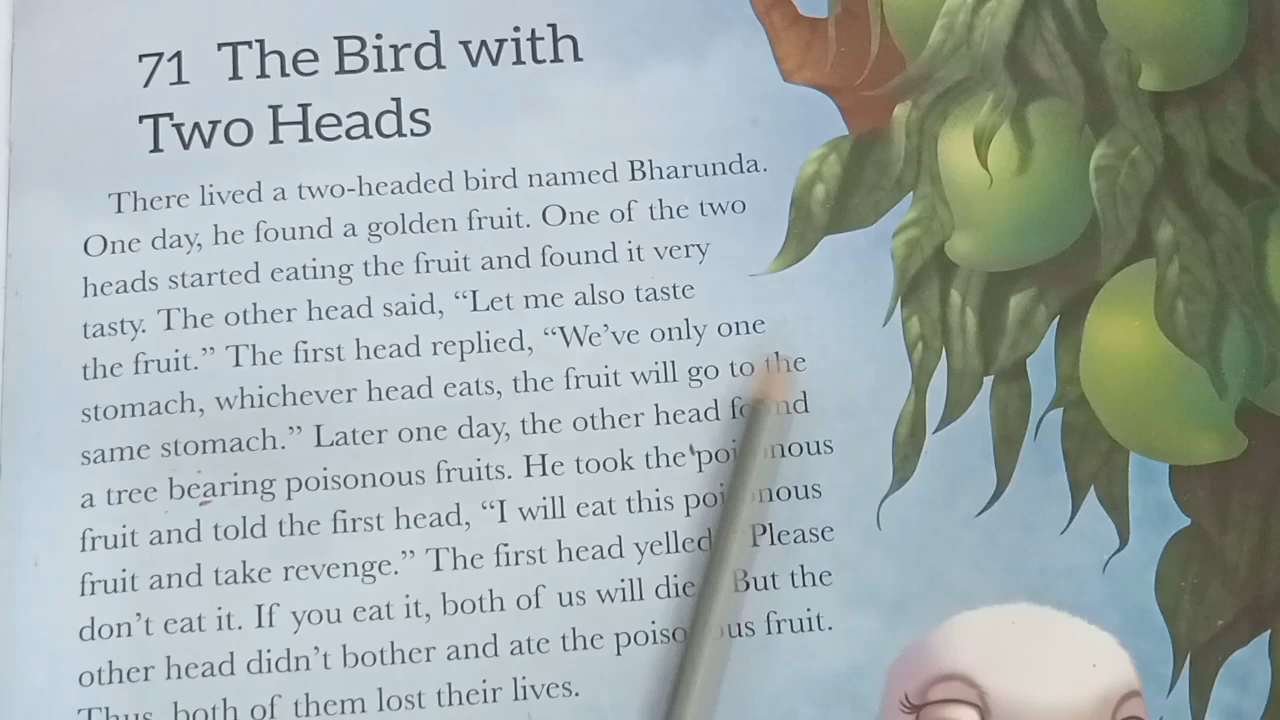 71 The Bird with
Two Heads
There lived a two-headed bird named Bharunda.
One day, he found a golden fruit. One of the two
heads started eating the fruit and found it very
tasty. The other head said, “Let me also taste
the fruit.” The first head replied, “We’ve only one
stomach, whichever head eats, the fruit will go to the
same stomach.” Later one day, the other head found
a tree bearing poisonous fruits. He took the poisonous
fruit and told the first head, “I will eat this poisonous
fruit and take revenge.” The first head yelled Please
don’t eat it. If you eat it, both of us will die But the
other head didn’t bother and ate the poisonous fruit.
Thus, both of them lost their lives.